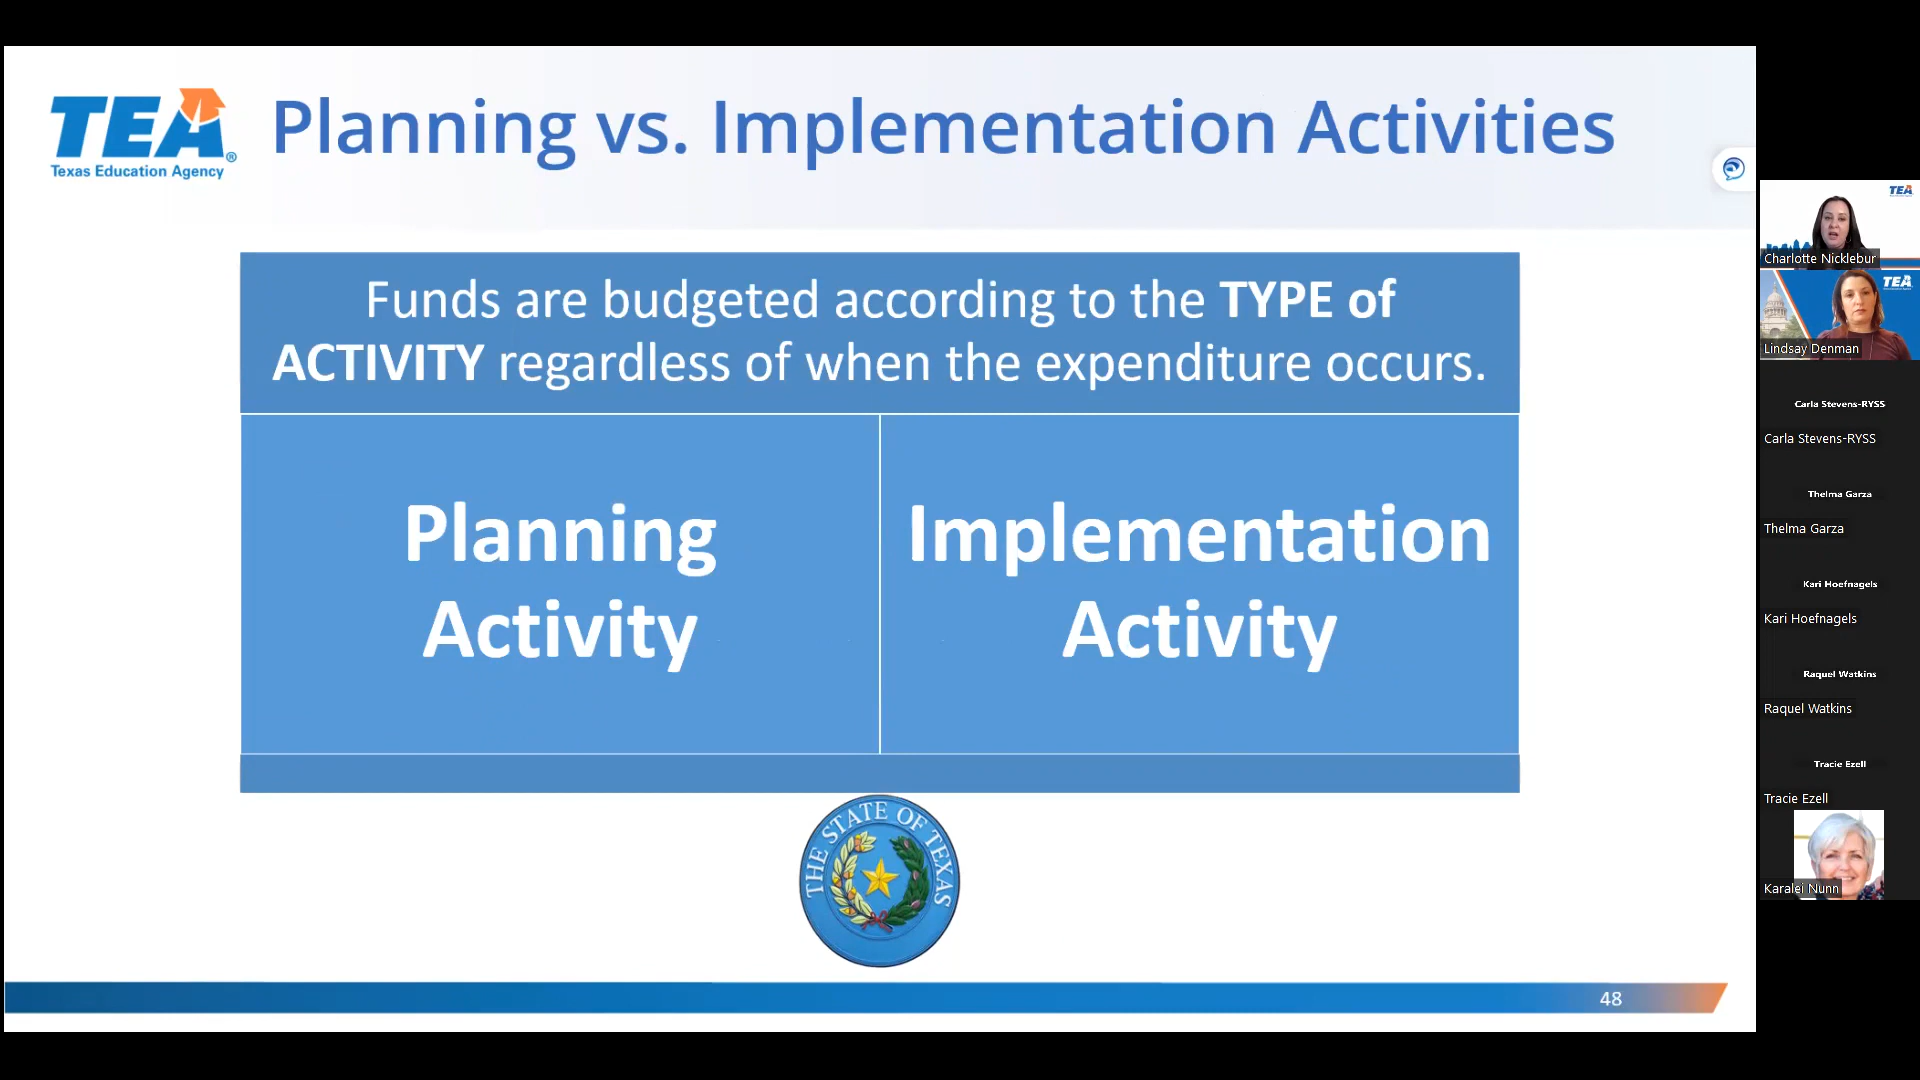 TEA®
Texas Education Agency
Planning vs. Implementation Activities
Funds are budgeted according to the TYPE of
ACTIVITY regardless of when the expenditure occurs.
Planning
Activity
Implementation
Activity
THE STATE OF TEXAS
48
TEA
Charlotte Nicklebur
TEA
Lindsay Denman
Carla Stevens-RYSS
Carla Stevens-RYSS
Thelma Garza
Thelma Garza
Kari Hoefnagels
Kari Hoefnagels
Raquel Watkins
Raquel Watkins
Tracie Ezell
Tracie Ezell
Karalei Nunn